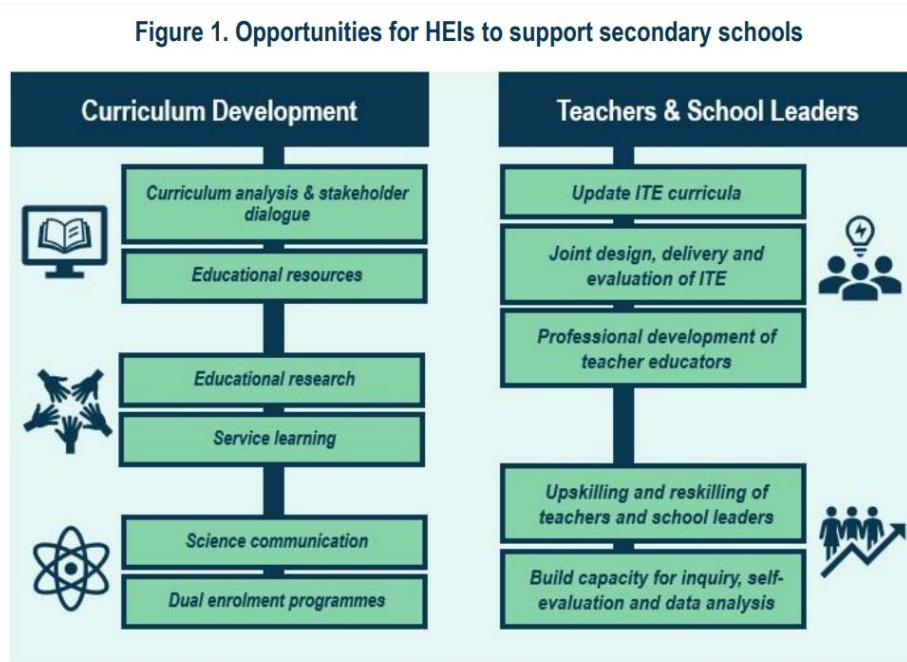 Figure 1. Opportunities for HEIs to support secondary schools
Curriculum Development
Curriculum analysis & stakeholder
dialogue
Educational resources
Educational research
Service learning
Science communication
Dual enrolment programmes
Teachers & School Leaders
Update ITE curricula
Joint design, delivery and
evaluation of ITE
Professional development of
teacher educators
Upskilling and reskilling of
teachers and school leaders
Build capacity for inquiry, self-
evaluation and data analysis